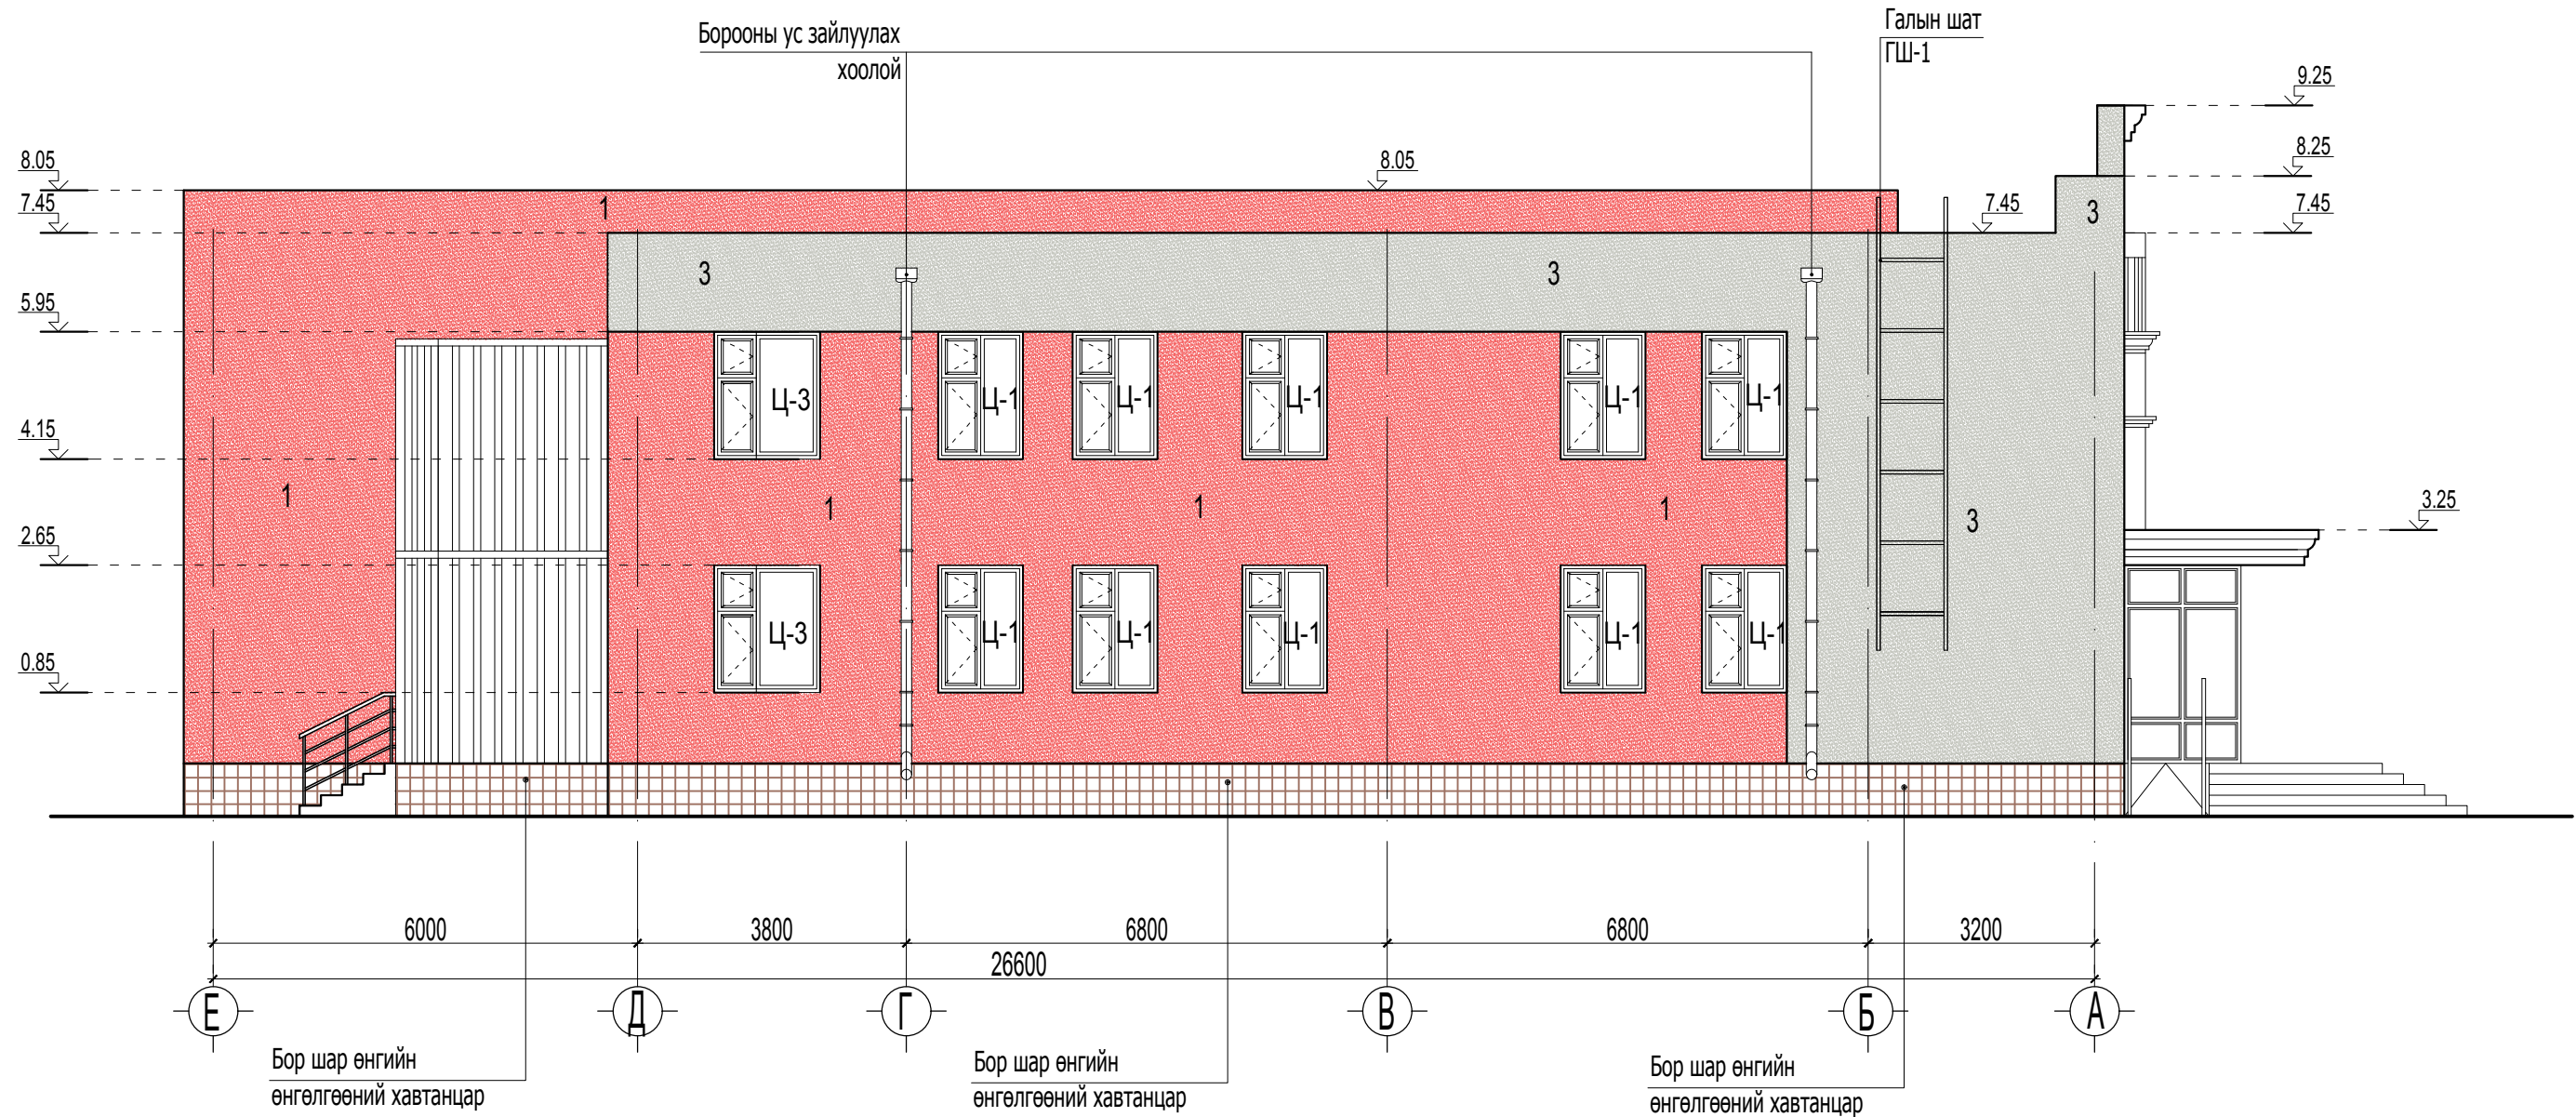 Борооны ус зайлуулах
хоолой
Галын шат
ГШ-1
9.25
8.05
8.05
8.25
7.45
1
7.45
3
7.45
3
3
5.95
Ц-3
Ц-1
Ц-1
Ц-1
Ц-1
Ц-1
4.15
1
1
1
1
3
3.25
2.65
Ц-3
Ц-1
Ц-1
Ц-1
Ц-1
Ц-1
0.85
6000
3800
6800
6800
3200
26600
Е
Д
Г
В
Б
А
Бор шар өнгийн
өнгөлгөөний хавтанцар
Бор шар өнгийн
өнгөлгөөний хавтанцар
Бор шар өнгийн
өнгөлгөөний хавтанцар